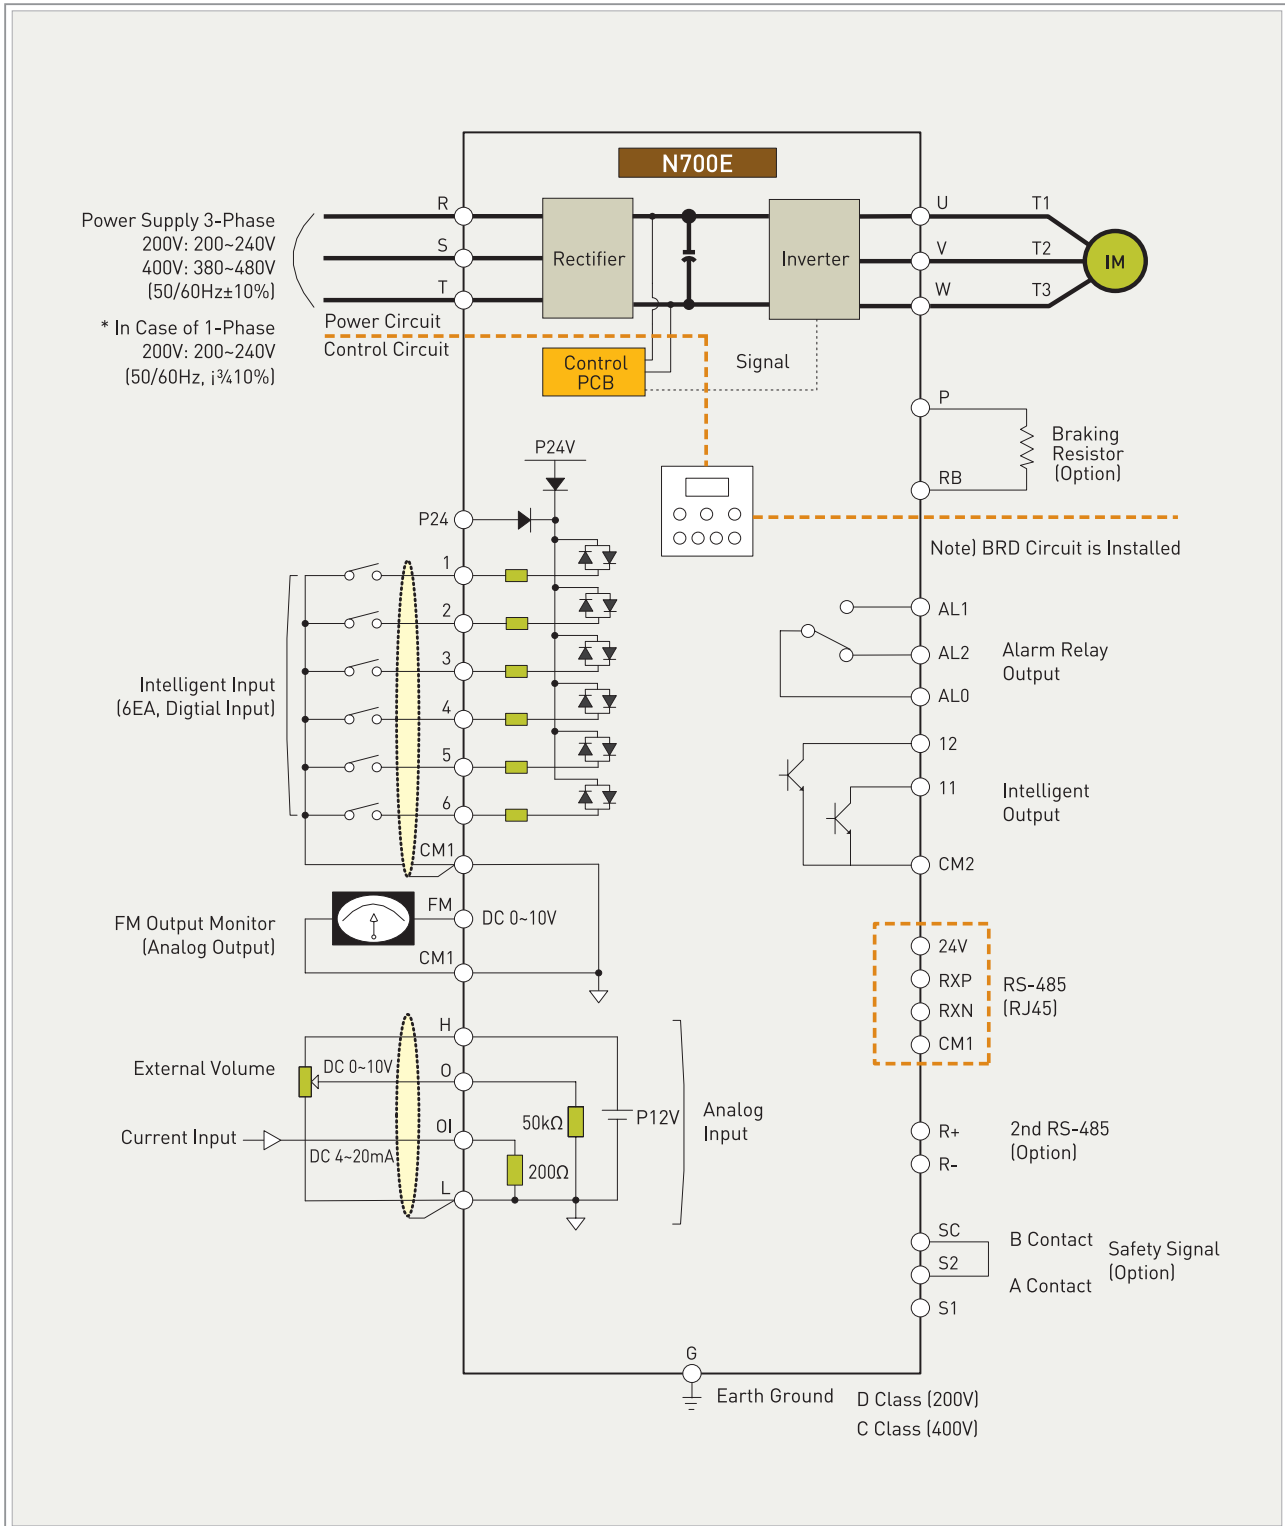 N700E
Power Supply 3-Phase
200V: 200~240V
400V: 380~480V
(50/60Hz±10%)
* In Case of 1-Phase
200V: 200~240V
(50/60Hz, ¡¾10%)
R
S
T
Rectifier
Inverter
U
V
W
T1
T2
T3
IM
Power Circuit
Control Circuit
Control
PCB
Signal
P
RB
Braking
Resistor
(Option)
Note) BRD Circuit is Installed
P24V
P24
1
2
3
4
5
6
CM1
Intelligent Input
(6EA, Digtial Input)
AL1
AL2
AL0
Alarm Relay
Output
12
11
CM2
Intelligent
Output
FM Output Monitor
(Analog Output)
FM
DC 0~10V
CM1
24V
RXP
RXN
CM1
RS-485
(RJ45)
External Volume
Current Input
H
DC 0~10V
O
OI
DC 4~20mA
L
50kΩ
200Ω
P12V
Analog
Input
R+
R-
2nd RS-485
(Option)
SC
S2
S1
B Contact
A Contact
Safety Signal
(Option)
G
Earth Ground
D Class (200V)
C Class (400V)